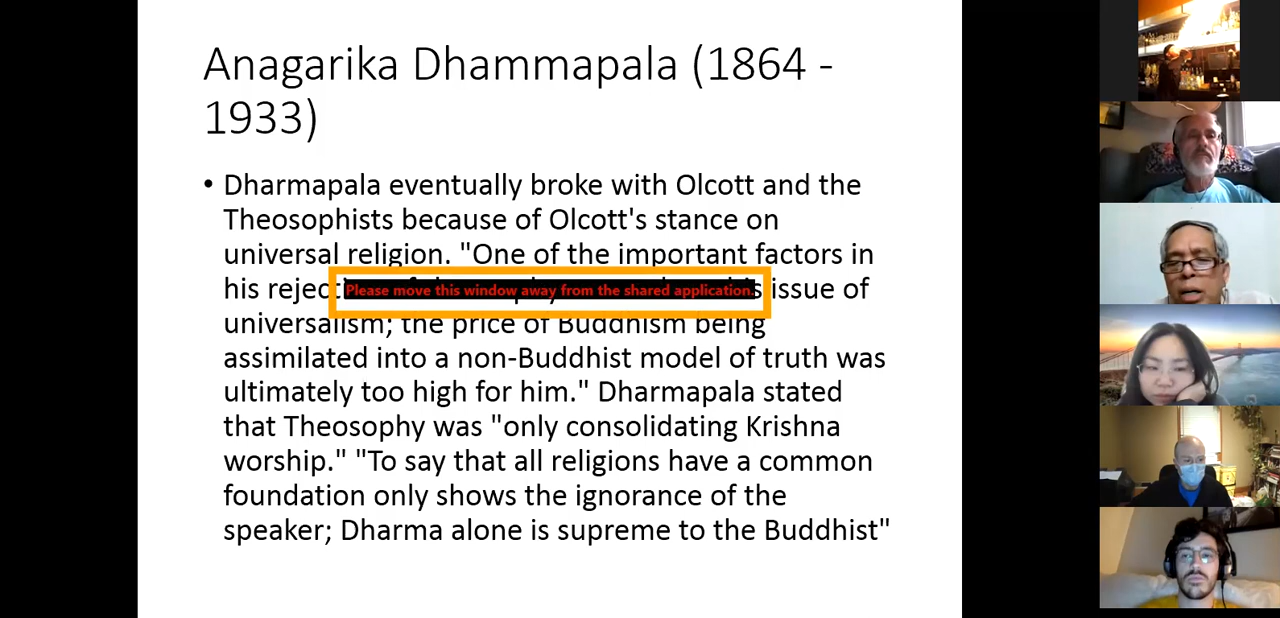 Anagarika Dhammapala (1864 -
1933)
• Dharmapala eventually broke with Olcott and the
Theosophists because of Olcott's stance on
universal religion. "One of the important factors in
his Please move this window away from the shared application. issue of
universalism; the price of Buddhism being
assimilated into a non-Buddhist model of truth was
ultimately too high for him." Dharmapala stated
that Theosophy was "only consolidating Krishna
worship." "To say that all religions have a common
foundation only shows the ignorance of the
speaker; Dharma alone is supreme to the Buddhist"